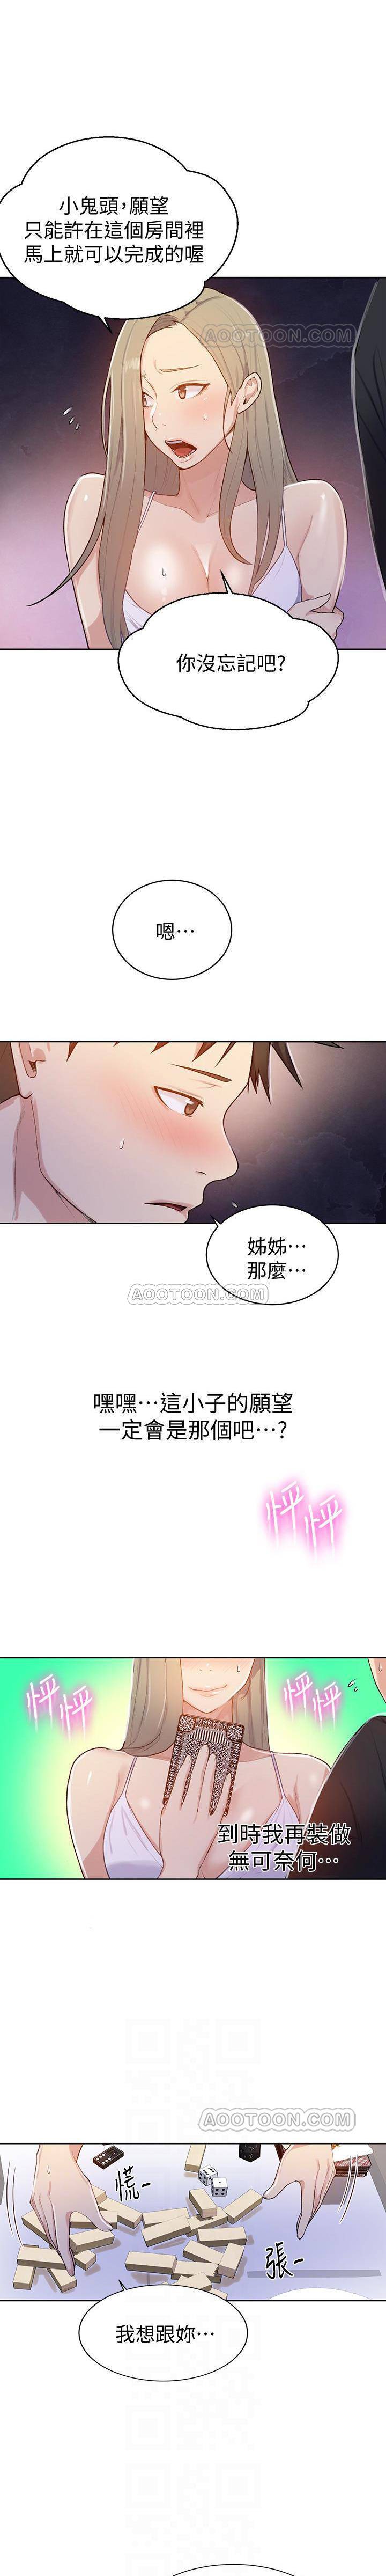 小鬼頭，願望
只能許在這個房間裡
馬上就可以完成的喔
AOOTOON.COM
你沒忘記吧?
嗯⋯
姊姊⋯
那麼⋯
AOOTOON.COM
嘿嘿⋯這小子的願望
一定會是那個吧⋯?
怦怦
怦怦
怦怦
到時我再裝做
無可奈何⋯
AOOTOON.COM
慌-
張-
我想跟妳⋯